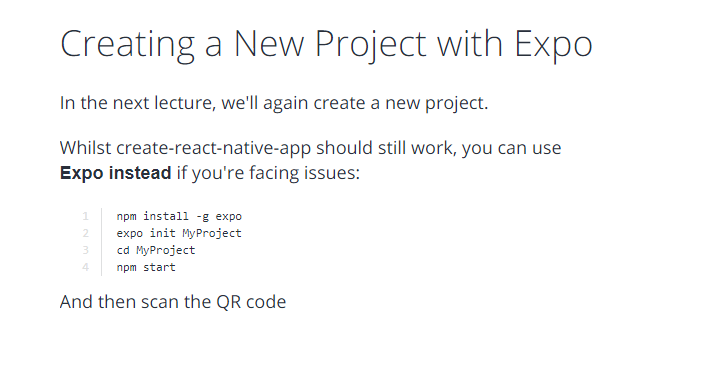 Creating a New Project with Expo
In the next lecture, we'll again create a new project.
Whilst create-react-native-app should still work, you can use
Expo instead if you're facing issues:
1 npm install -g expo
2 expo init MyProject
3 cd MyProject
4 npm start
And then scan the QR code